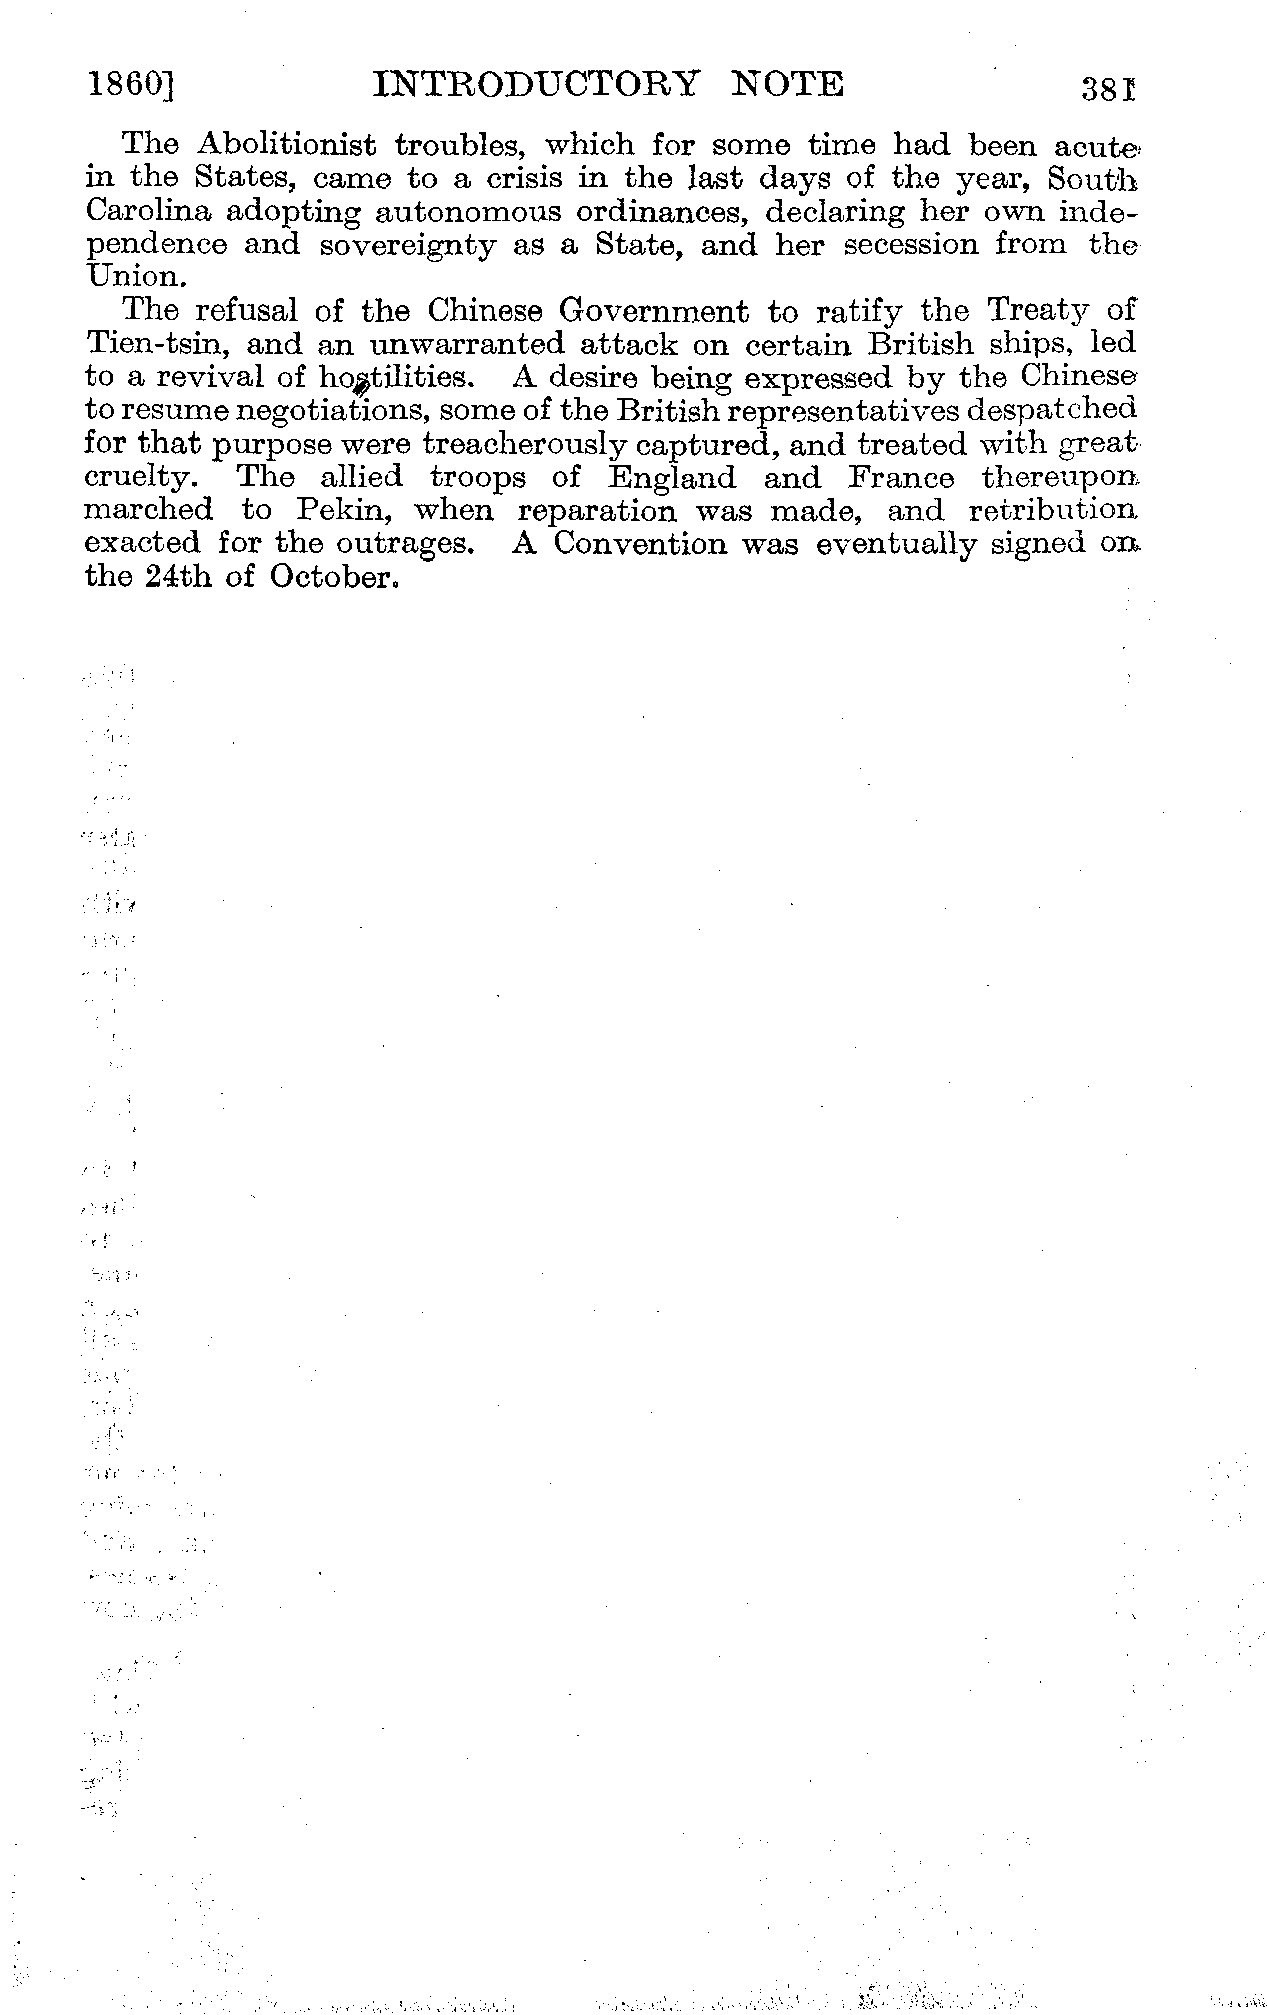 1860] INTRODUCTORY NOTE 381
The Abolitionist troubles, which for some time had been acute
in the States, came to a crisis in the last days of the year, South
Carolina adopting autonomous ordinances, declaring her own inde-
pendence and sovereignty as a State, and her secession from the
Union.
The refusal of the Chinese Government to ratify the Treaty of
Tien-tsin, and an unwarranted attack on certain British ships, led
to a revival of hostilities. A desire being expressed by the Chinese
to resume negotiations, some of the British representatives despatched
for that purpose were treacherously captured, and treated with great
cruelty. The allied troops of England and France thereupon
marched to Pekin, when reparation was made, and retribution
exacted for the outrages. A Convention was eventually signed on
the 24th of October.